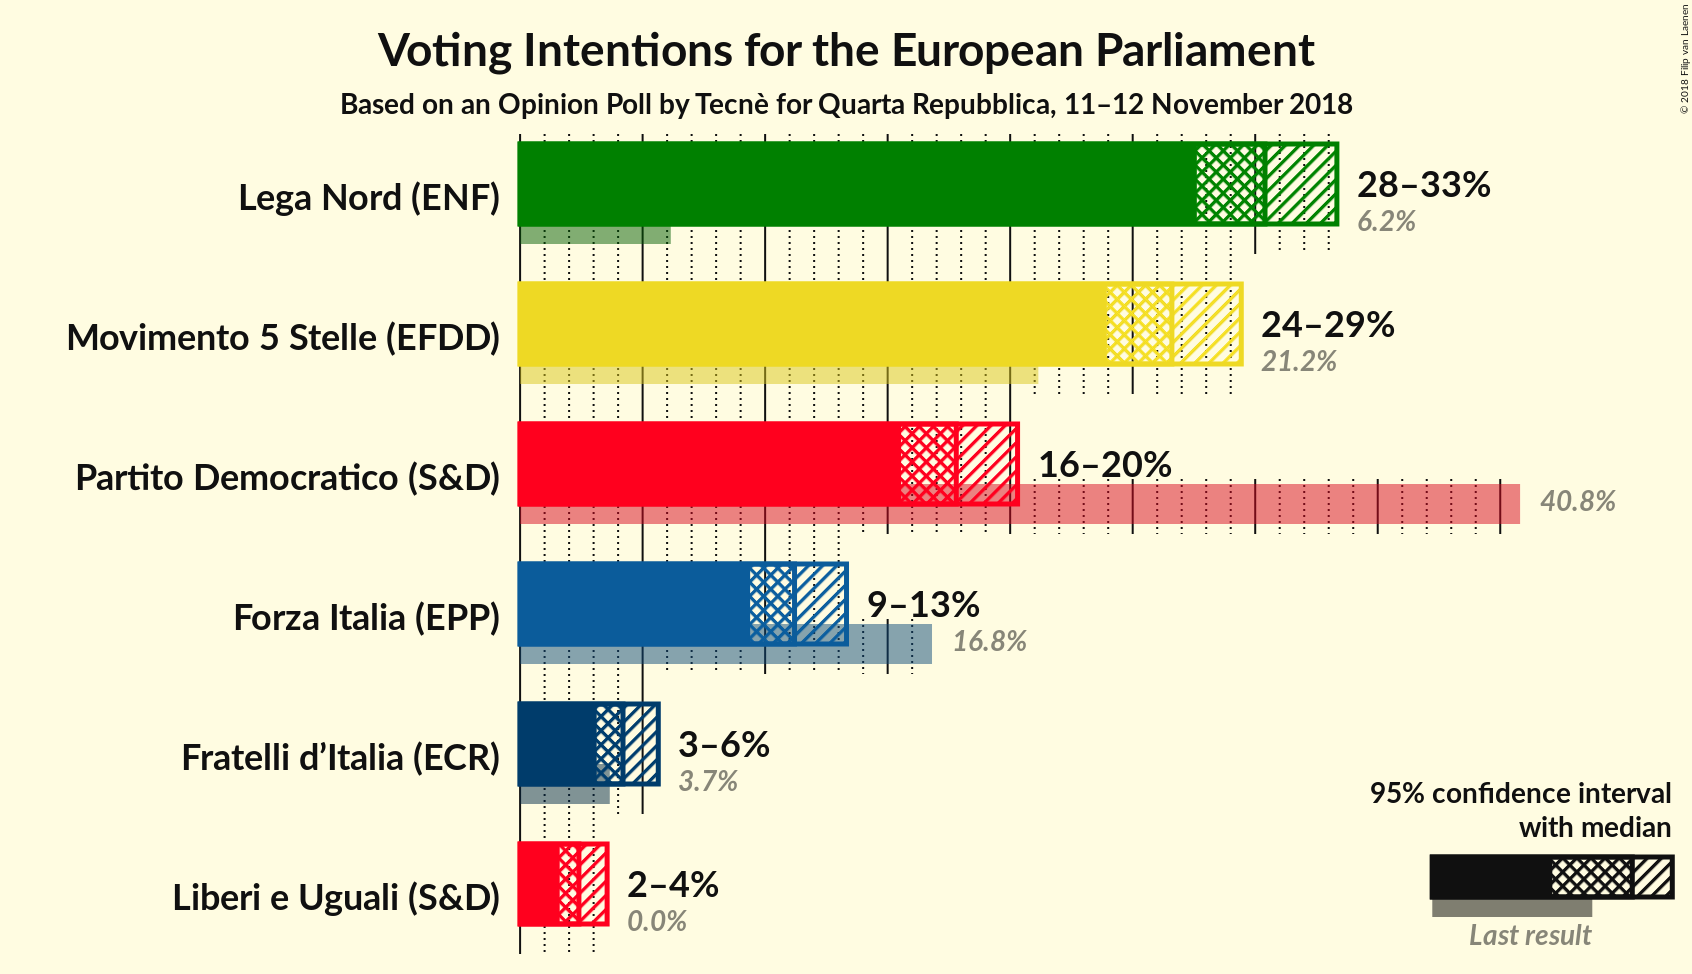 Voting Intentions for the European Parliament
Based on an Opinion Poll by Tecnè for Quarta Repubblica, 11–12 November 2018
© 2018 Filip van Laenen
Lega Nord (ENF)
28–33%
6.2%
Movimento 5 Stelle (EFDD)
24–29%
21.2%
Partito Democratico (S&D)
16–20%
40.8%
Forza Italia (EPP)
9–13%
16.8%
Fratelli d’Italia (ECR)
3–6%
3.7%
Liberi e Uguali (S&D)
2–4%
0.0%
95% confidence interval
with median
Last result